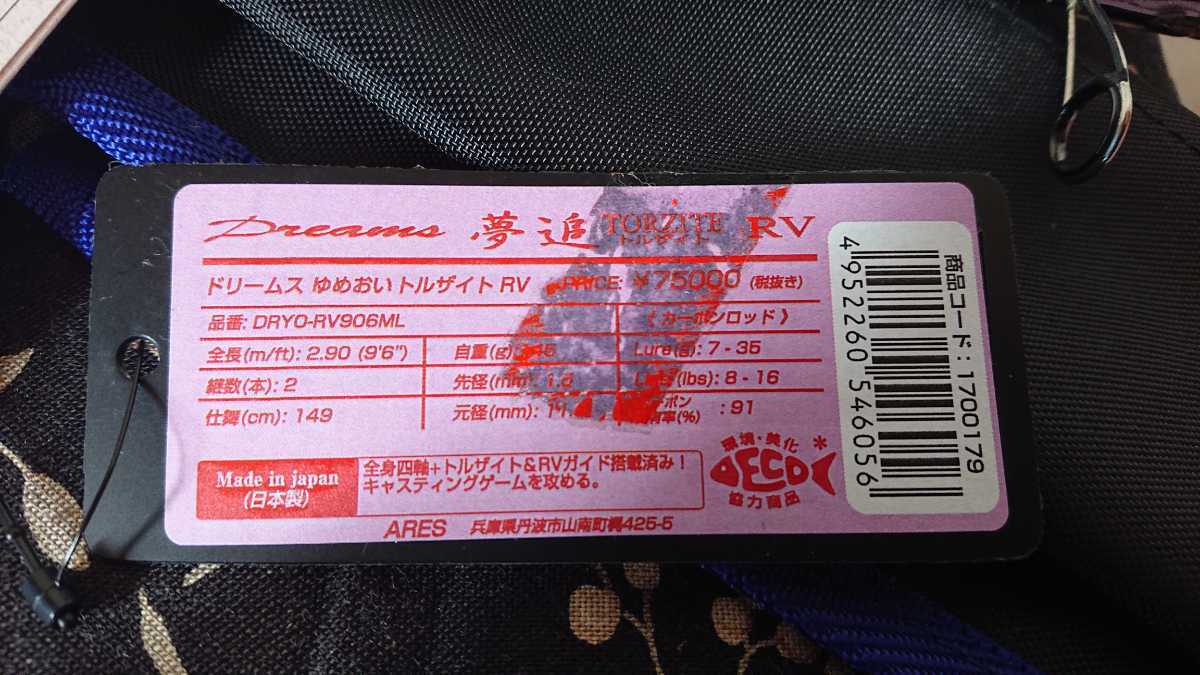 Dreams 夢追 TORZITE トルザイト RV
ドリームス ゆめおい トルザイト RV PRICE: ¥75000 (税抜き)
品番: DRYO-RV906ML 《 カーボンロッド 》
全長(m/ft): 2.90 (9'6") 自重(g): Lure(g): 7 - 35
継数(本): 2 先径(mm): (lbs): 8 - 16
仕舞(cm): 149 元径(mm): (%) : 91
Made in japan
(日本製)
全身四軸+トルザイト&RVガイド搭載済み!
キャスティングゲームを攻める。
環境・美化
DECO
協力商品
ARES 兵庫県丹波市山南町梶425-5
商品コード: 1700179
4 952260 546056